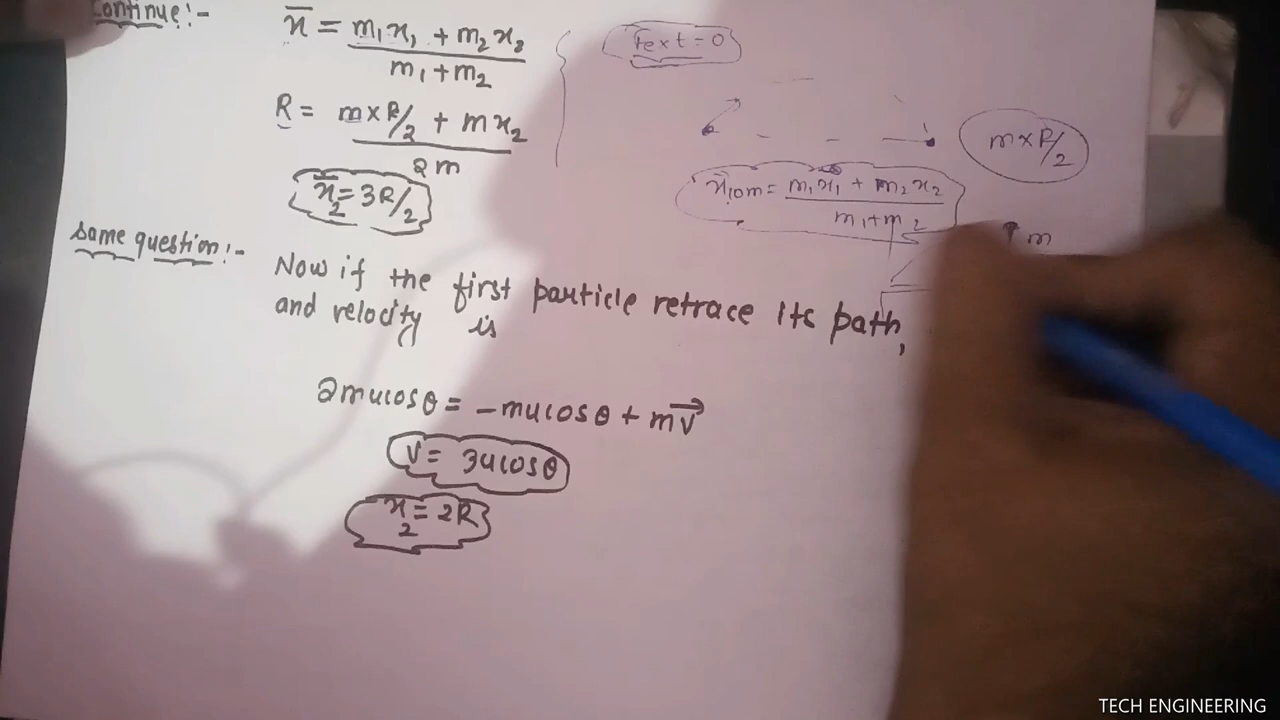 Continue:-
x̄ = m₁x₁ + m₂x₂ / m₁+m₂
R = m×R/2 + mx₂ / 2m
x̄₂ = 3R/2
Fext = 0
m×R/2
xcom = m₁x₁ + m₂x₂ / m₁+m₂
m
same question:-
Now if the first particle retrace its path,
and velocity is
2mucosθ = -mucosθ + mv⃗
v = 3ucosθ
x₂ = 2R
TECH ENGINEERING